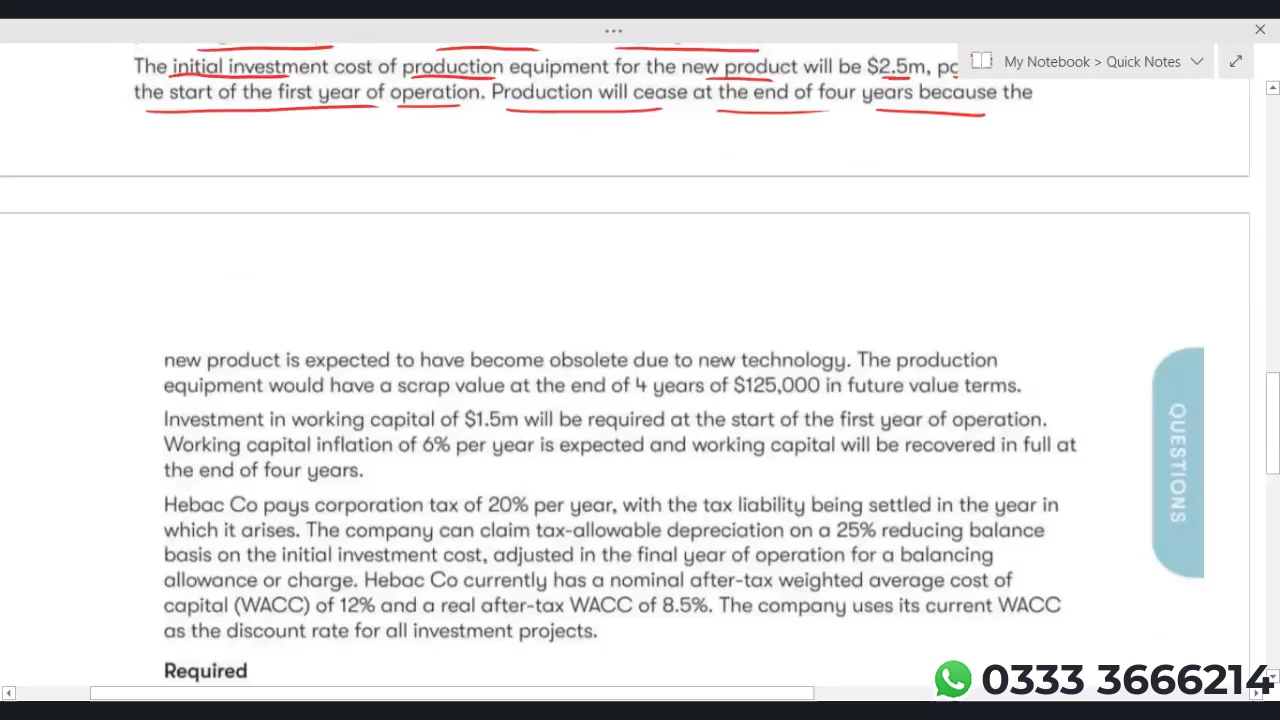 The initial investment cost of production equipment for the new product will be $2.5m,
My Notebook > Quick Notes
the start of the first year of operation. Production will cease at the end of four years because the
new product is expected to have become obsolete due to new technology. The production
equipment would have a scrap value at the end of 4 years of $125,000 in future value terms.
Investment in working capital of $1.5m will be required at the start of the first year of operation.
Working capital inflation of 6% per year is expected and working capital will be recovered in full at
the end of four years.
QUESTIONS
Hebac Co pays corporation tax of 20% per year, with the tax liability being settled in the year in
which it arises. The company can claim tax-allowable depreciation on a 25% reducing balance
basis on the initial investment cost, adjusted in the final year of operation for a balancing
allowance or charge. Hebac Co currently has a nominal after-tax weighted average cost of
capital (WACC) of 12% and a real after-tax WACC of 8.5%. The company uses its current WACC
as the discount rate for all investment projects.
Required
0333 3666214